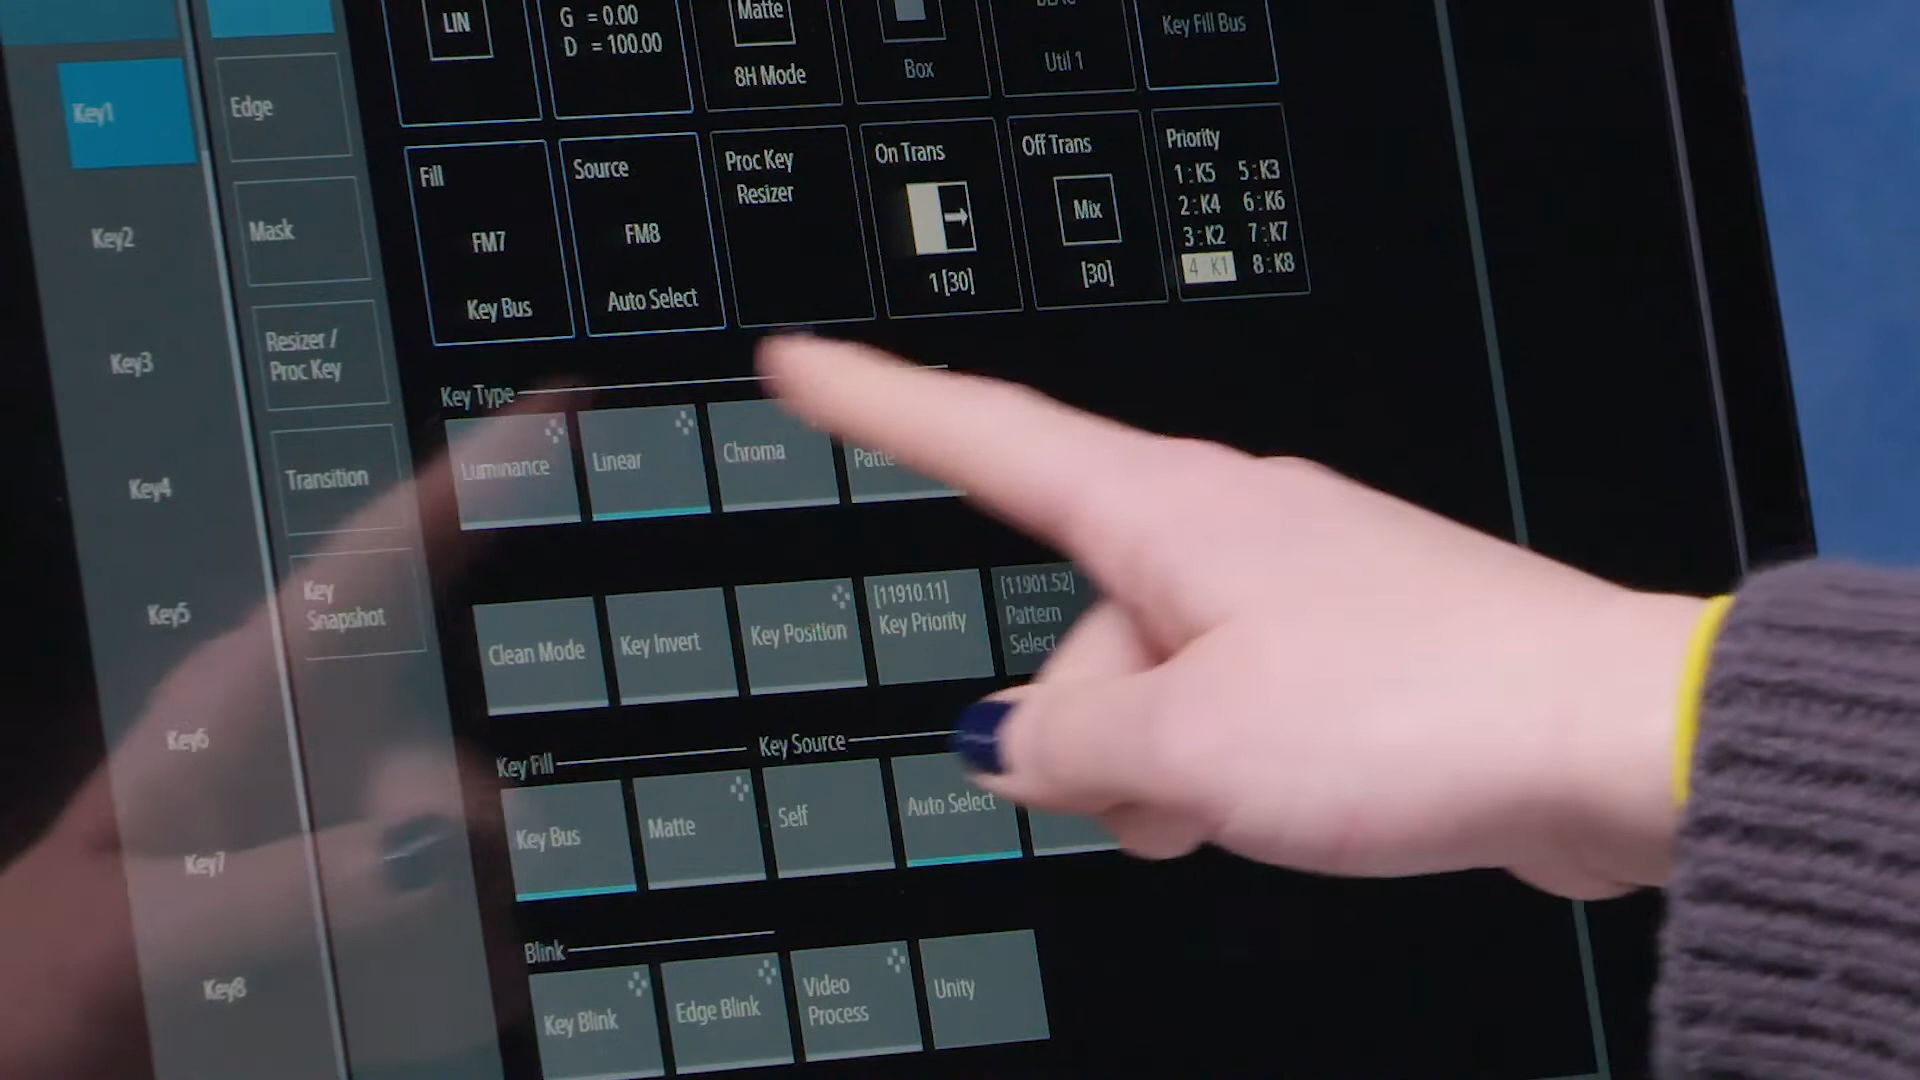 Key1
Key2
Key3
Key4
Key5
Key6
Key7
Key8
Edge
Mask
Resizer /
Proc Key
Transition
Key
Snapshot
LIN
G = 0.00
D = 100.00
Matte
8H Mode
Box
Util 1
Key Fill Bus
Fill
FM7
Key Bus
Source
FM8
Auto Select
Proc Key
Resizer
On Trans
1 [30]
Off Trans
Mix
[30]
Priority
1:K5 5:K3
2:K4 6:K6
3:K2 7:K7
4:K1 8:K8
Key Type
Luminance
Linear
Chroma
Patte
Clean Mode
Key Invert
Key Position
[11910.11]
Key Priority
[11901.52]
Pattern
Select
Key Fill
Key Source
Key Bus
Matte
Self
Auto Select
Blink
Key Blink
Edge Blink
Video
Process
Unity